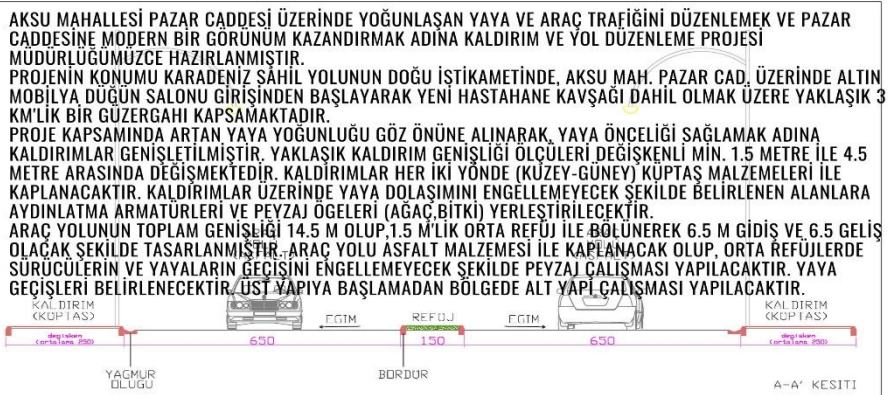 AKSU MAHALLESİ PAZAR CADDESİ ÜZERİNDE YOĞUNLAŞAN YAYA VE ARAÇ TRAFİĞİNİ DÜZENLEMEK VE PAZAR
CADDESİNE MODERN BİR GÖRÜNÜM KAZANDIRMAK ADINA KALDIRIM VE YOL DÜZENLEME PROJESİ
MÜDÜRLÜĞÜMÜZCE HAZIRLANMIŞTIR.
PROJENİN KONUMU KARADENİZ SAHİL YOLUNUN DOĞU İSTİKAMETİNDE, AKSU MAH. PAZAR CAD. ÜZERİNDE ALTIN
MOBİLYA DÜĞÜN SALONU GİRİŞİNDEN BAŞLAYARAK YENİ HASTAHANE KAVŞAĞI DAHİL OLMAK ÜZERE YAKLAŞIK 3
KM'LİK BİR GÜZERGAHI KAPSAMAKTADIR.
PROJE KAPSAMINDA ARTAN YAYA YOĞUNLUĞU GÖZ ÖNÜNE ALINARAK, YAYA ÖNCELİĞİ SAĞLAMAK ADINA
KALDIRIMLAR GENİŞLETİLMİŞTİR. YAKLAŞIK KALDIRIM GENİŞLİĞİ ÖLÇÜLERİ DEĞİŞKENLİ MİN. 1.5 METRE İLE 4.5
METRE ARASINDA DEĞİŞMEKTEDİR. KALDIRIMLAR HER İKİ YÖNDE (KUZEY-GÜNEY) KÜPTAŞ MALZEMELERİ İLE
KAPLANACAKTIR. KALDIRIMLAR ÜZERİNDE YAYA DOLAŞIMINI ENGELLEMEYECEK ŞEKİLDE BELİRLENEN ALANLARA
AYDINLATMA ARMATÜRLERİ VE PEYZAJ ÖGELERİ (AĞAÇ,BİTKİ) YERLEŞTİRİLECEKTİR.
ARAÇ YOLUNUN TOPLAM GENİŞLİĞİ 14.5 M OLUP,1.5 M'LİK ORTA REFÜJ İLE BÖLÜNEREK 6.5 M GİDİŞ VE 6.5 GELİŞ
OLACAK ŞEKİLDE TASARLANMIŞTIR. ARAÇ YOLU ASFALT MALZEMESİ İLE KAPLANACAK OLUP, ORTA REFÜJLERDE
SÜRÜCÜLERİN VE YAYALARIN GEÇİŞİNİ ENGELLEMEYECEK ŞEKİLDE PEYZAJ ÇALIŞMASI YAPILACAKTIR. YAYA
GEÇİŞLERİ BELİRLENECEKTİR. ÜST YAPIYA BAŞLAMADAN BÖLGEDE ALT YAPI ÇALIŞMASI YAPILACAKTIR.
KALDIRIM
(KÜPTAŞ)
KALDIRIM
(KÜPTAŞ)
EGIM
REFÜJ
EGIM
değişken
(ortalama 250)
650
150
650
değişken
(ortalama 250)
YAGMUR
OLUGU
BORDUR
A-A' KESITI